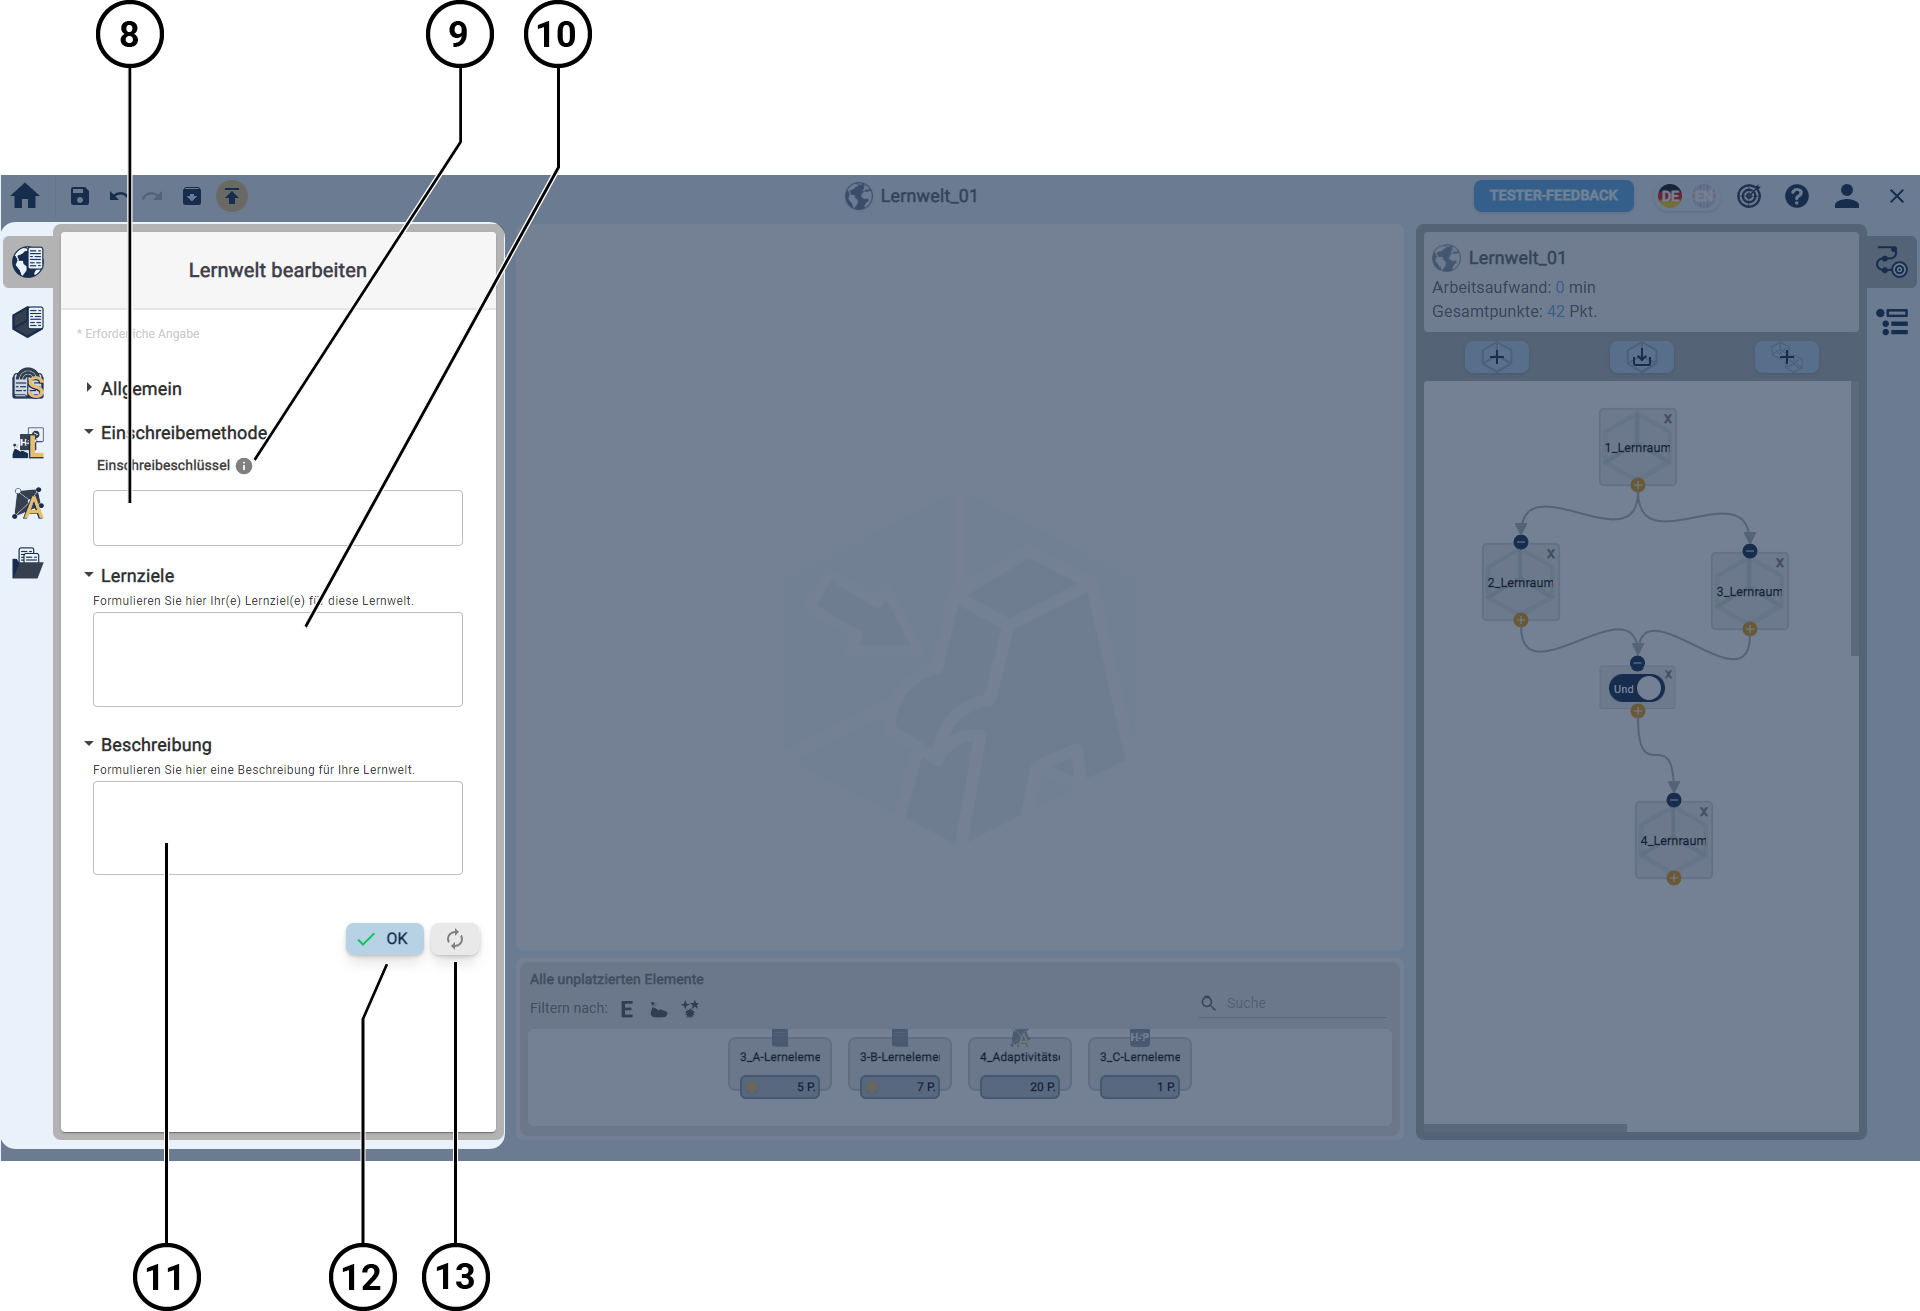 8
9
10
Lernwelt_01
TESTER-FEEDBACK
DE
EN
Lernwelt bearbeiten
* Erforderliche Angabe
Allgemein
Einschreibemethode
Einschreibeschlüssel
Lernziele
Formulieren Sie hier Ihr(e) Lernziel(e) für diese Lernwelt.
Beschreibung
Formulieren Sie hier eine Beschreibung für Ihre Lernwelt.
OK
S
H-P
L
A
Lernwelt_01
Arbeitsaufwand: 0 min
Gesamtpunkte: 42 Pkt.
X
1_Lernraum
X
2_Lernraum
X
3_Lernraum
X
Und
X
4_Lernraum
Alle unplatzierten Elemente
Filtern nach:
E
Suche
3_A-Lerneleme
5 P.
3-B-Lerneleme
7 P.
A
4_Adaptivitäts
20 P.
H-P
3_C-Lerneleme
1 P.
11
12
13